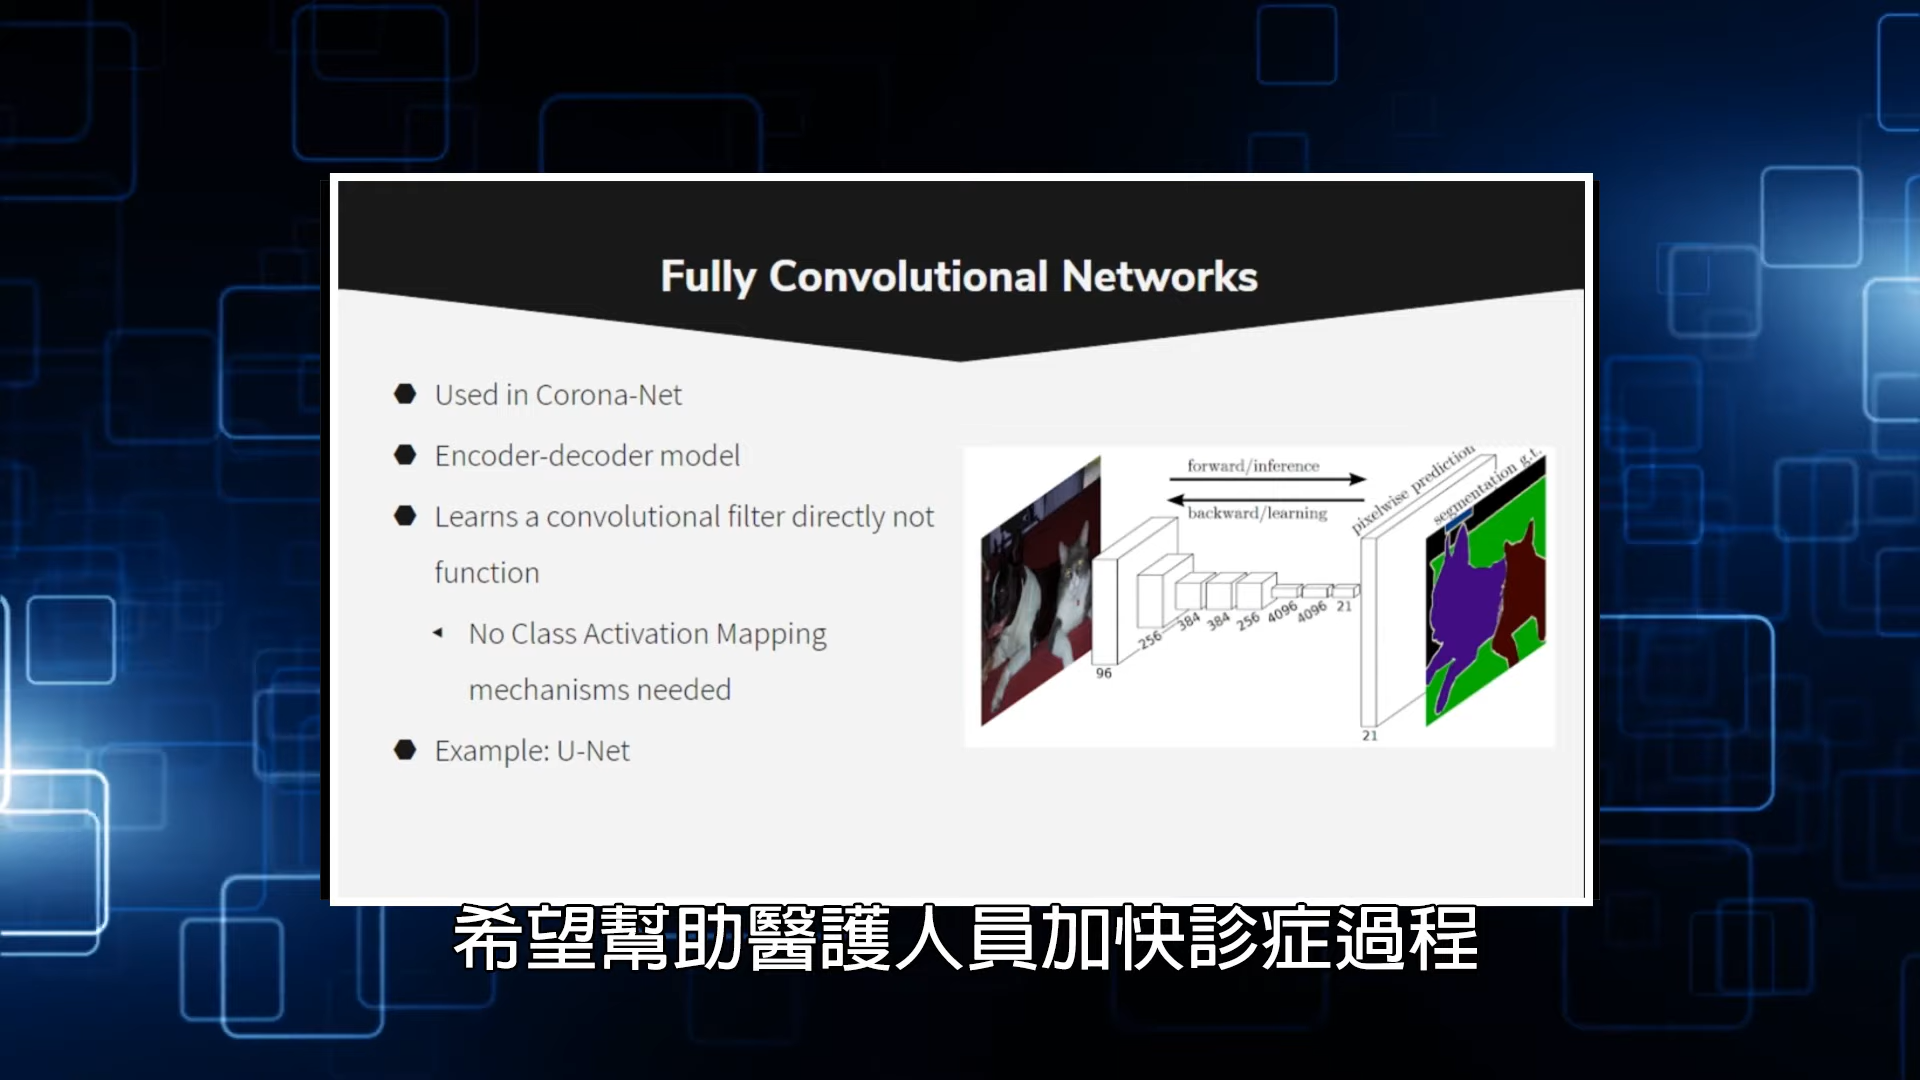 Fully Convolutional Networks
Used in Corona-Net
Encoder-decoder model
Learns a convolutional filter directly not
function
No Class Activation Mapping
mechanisms needed
Example: U-Net
forward/inference
backward/learning
pixelwise prediction
segmentation g.t.
96
256
384
384
256
4096
4096
21
21
希望幫助醫護人員加快診症過程